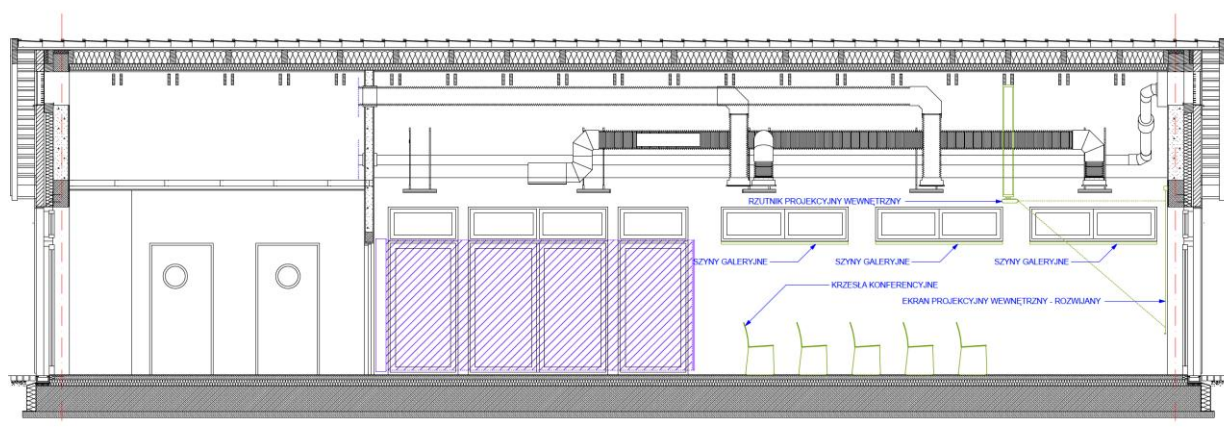 RZUTNIK PROJEKCYJNY WEWNĘTRZNY
SZYNY GALERYJNE
SZYNY GALERYJNE
SZYNY GALERYJNE
KRZESŁA KONFERENCYJNE
EKRAN PROJEKCYJNY WEWNĘTRZNY - ROZWIJANY